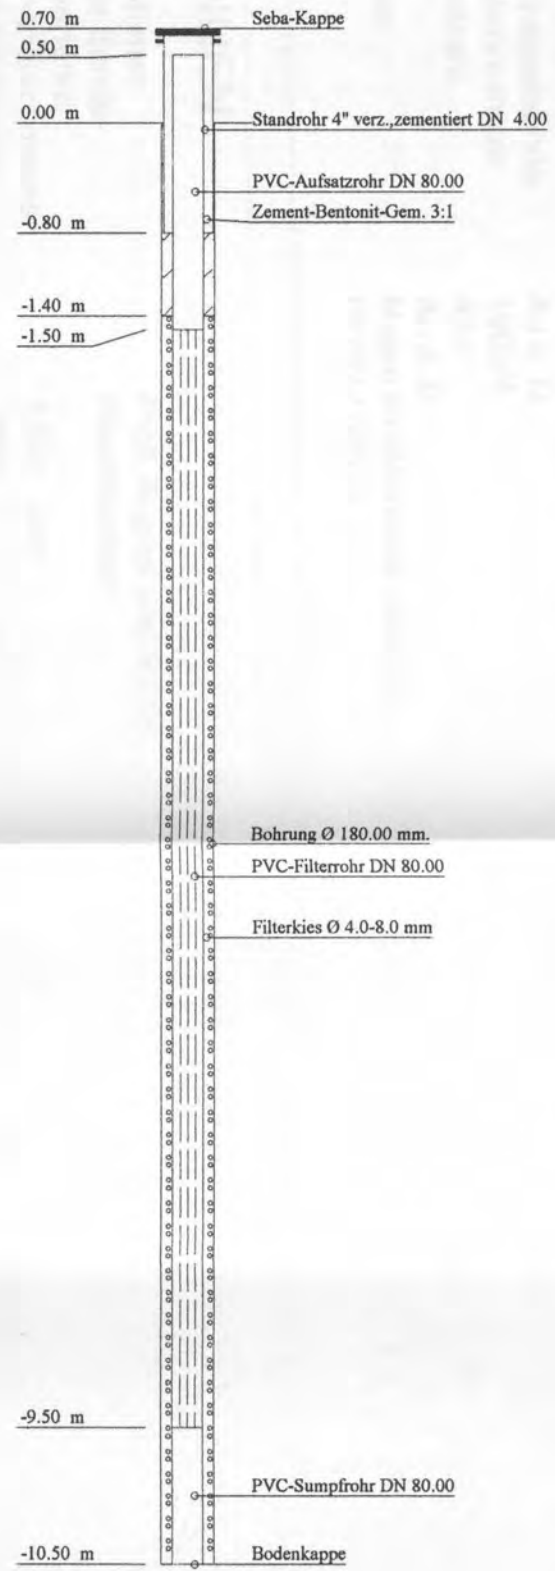 0.70 m
Seba-Kappe
0.50 m
0.00 m
Standrohr 4" verz.,zementiert DN 4.00
PVC-Aufsatzrohr DN 80.00
Zement-Bentonit-Gem. 3:1
-0.80 m
-1.40 m
-1.50 m
Bohrung Ø 180.00 mm.
PVC-Filterrohr DN 80.00
Filterkies Ø 4.0-8.0 mm
-9.50 m
PVC-Sumpfrohr DN 80.00
-10.50 m
Bodenkappe